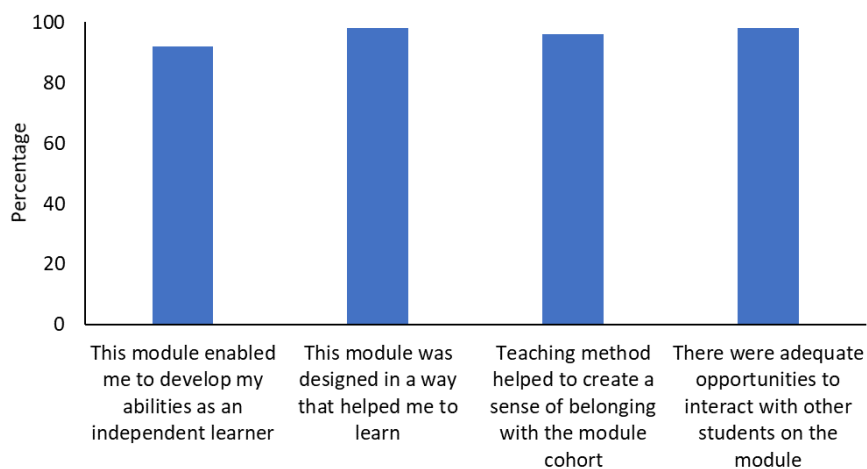 100
80
60
40
20
0
Percentage
This module enabled
me to develop my
abilities as an
independent learner
This module was
designed in a way
that helped me to
learn
Teaching method
helped to create a
sense of belonging
with the module
cohort
There were adequate
opportunities to
interact with other
students on the
module